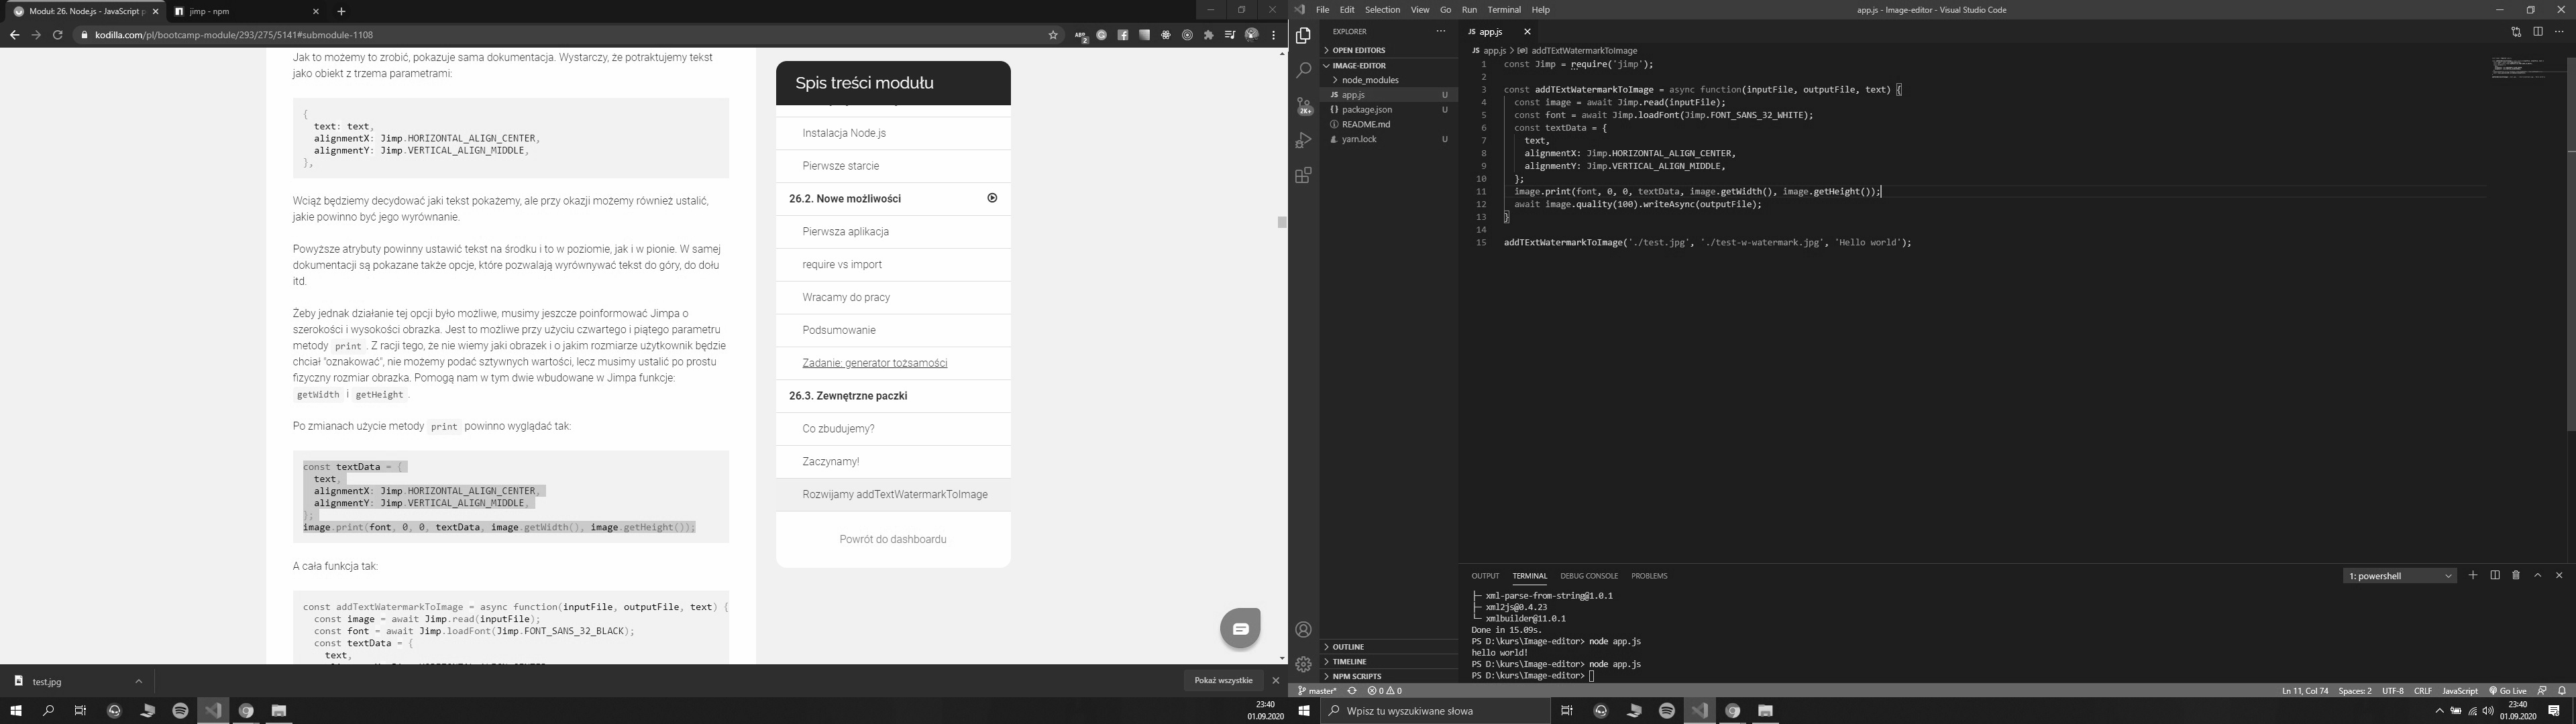 Moduł: 26. Node.js - JavaScript p
jimp - npm
kodilla.com/pl/bootcamp-module/293/275/5141#submodule-1108
Jak to możemy to zrobić, pokazuje sama dokumentacja. Wystarczy, że potraktujemy tekst
jako obiekt z trzema parametrami:
{
text: text,
alignmentX: Jimp.HORIZONTAL_ALIGN_CENTER,
alignmentY: Jimp.VERTICAL_ALIGN_MIDDLE,
},
Wciąż będziemy decydować jaki tekst pokażemy, ale przy okazji możemy również ustalić,
jakie powinno być jego wyrównanie.
Powyższe atrybuty powinny ustawić tekst na środku i to w poziomie, jak i w pionie. W samej
dokumentacji są pokazane także opcje, które pozwalają wyrównywać tekst do góry, do dołu
itd.
Żeby jednak działanie tej opcji było możliwe, musimy jeszcze poinformować Jimpa o
szerokości i wysokości obrazka. Jest to możliwe przy użyciu czwartego i piątego parametru
metody print . Z racji tego, że nie wiemy jaki obrazek i o jakim rozmiarze użytkownik będzie
chciał "oznakować", nie możemy podać sztywnych wartości, lecz musimy ustalić po prostu
fizyczny rozmiar obrazka. Pomogą nam w tym dwie wbudowane w Jimpa funkcje:
getWidth i getHeight .
Po zmianach użycie metody print powinno wyglądać tak:
const textData = {
text,
alignmentX: Jimp.HORIZONTAL_ALIGN_CENTER,
alignmentY: Jimp.VERTICAL_ALIGN_MIDDLE,
};
image.print(font, 0, 0, textData, image.getWidth(), image.getHeight());
A cała funkcja tak:
const addTextWatermarkToImage = async function(inputFile, outputFile, text) {
const image = await Jimp.read(inputFile);
const font = await Jimp.loadFont(Jimp.FONT_SANS_32_BLACK);
const textData = {
text,
Spis treści modułu
Instalacja Node.js
Pierwsze starcie
26.2. Nowe możliwości
Pierwsza aplikacja
require vs import
Wracamy do pracy
Podsumowanie
Zadanie: generator tożsamości
26.3. Zewnętrzne paczki
Co zbudujemy?
Zaczynamy!
Rozwijamy addTextWatermarkToImage
Powrót do dashboardu
test.jpg
Pokaż wszystkie
23:40
01.09.2020
File Edit Selection View Go Run Terminal Help
app.js - Image-editor - Visual Studio Code
EXPLORER
OPEN EDITORS
IMAGE-EDITOR
node_modules
JS app.js U
{} package.json U
README.md
yarn.lock U
2K+
OUTLINE
TIMELINE
NPM SCRIPTS
JS app.js
JS app.js > addTExtWatermarkToImage
1 const Jimp = require('jimp');
2
3 const addTExtWatermarkToImage = async function(inputFile, outputFile, text) {
4 const image = await Jimp.read(inputFile);
5 const font = await Jimp.loadFont(Jimp.FONT_SANS_32_WHITE);
6 const textData = {
7 text,
8 alignmentX: Jimp.HORIZONTAL_ALIGN_CENTER,
9 alignmentY: Jimp.VERTICAL_ALIGN_MIDDLE,
10 };
11 image.print(font, 0, 0, textData, image.getWidth(), image.getHeight());
12 await image.quality(100).writeAsync(outputFile);
13 }
14
15 addTExtWatermarkToImage('./test.jpg', './test-w-watermark.jpg', 'Hello world');
OUTPUT TERMINAL DEBUG CONSOLE PROBLEMS
1: powershell
├─ xml-parse-from-string@1.0.1
├─ xml2js@0.4.23
└─ xmlbuilder@11.0.1
Done in 15.09s.
PS D:\kurs\Image-editor> node app.js
hello world!
PS D:\kurs\Image-editor> node app.js
PS D:\kurs\Image-editor>
master* 0 0
Ln 11, Col 74 Spaces: 2 UTF-8 CRLF JavaScript Go Live
Wpisz tu wyszukiwane słowa
23:40
01.09.2020